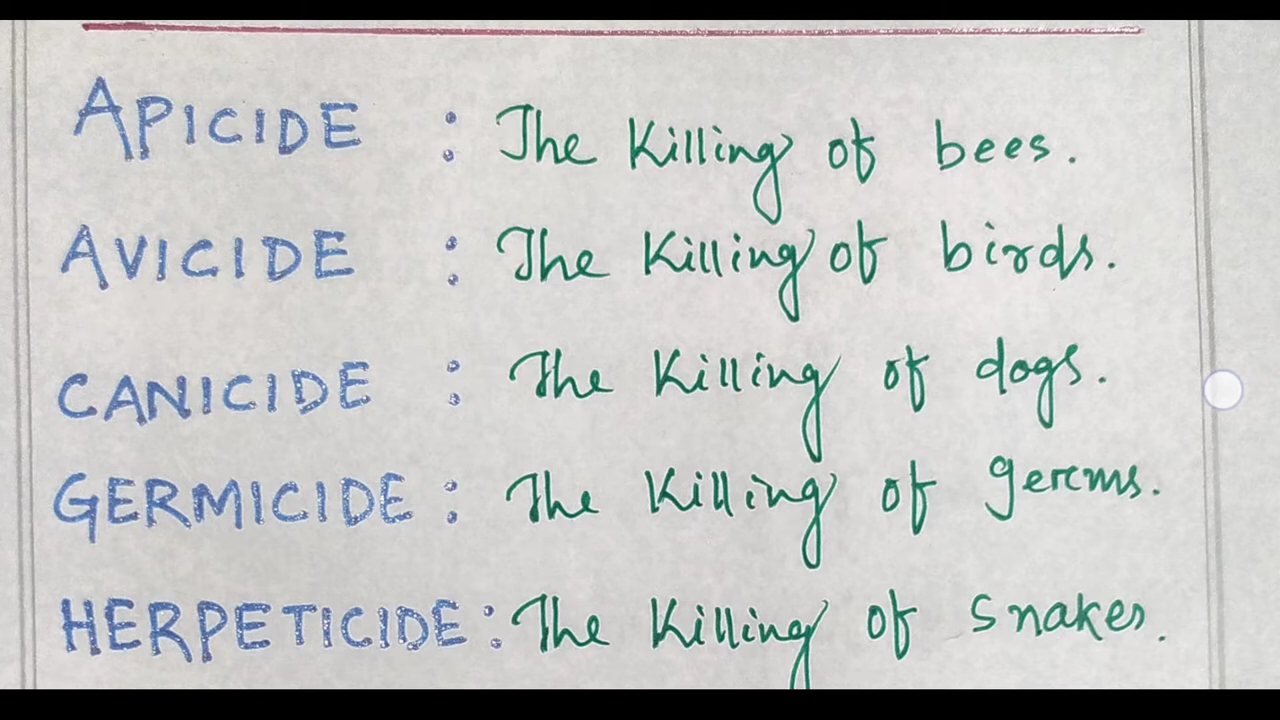 APICIDE : The Killing of bees.
AVICIDE : The Killing of birds.
CANICIDE : The Killing of dogs.
GERMICIDE : The Killing of germs.
HERPETICIDE : The Killing of snakes.